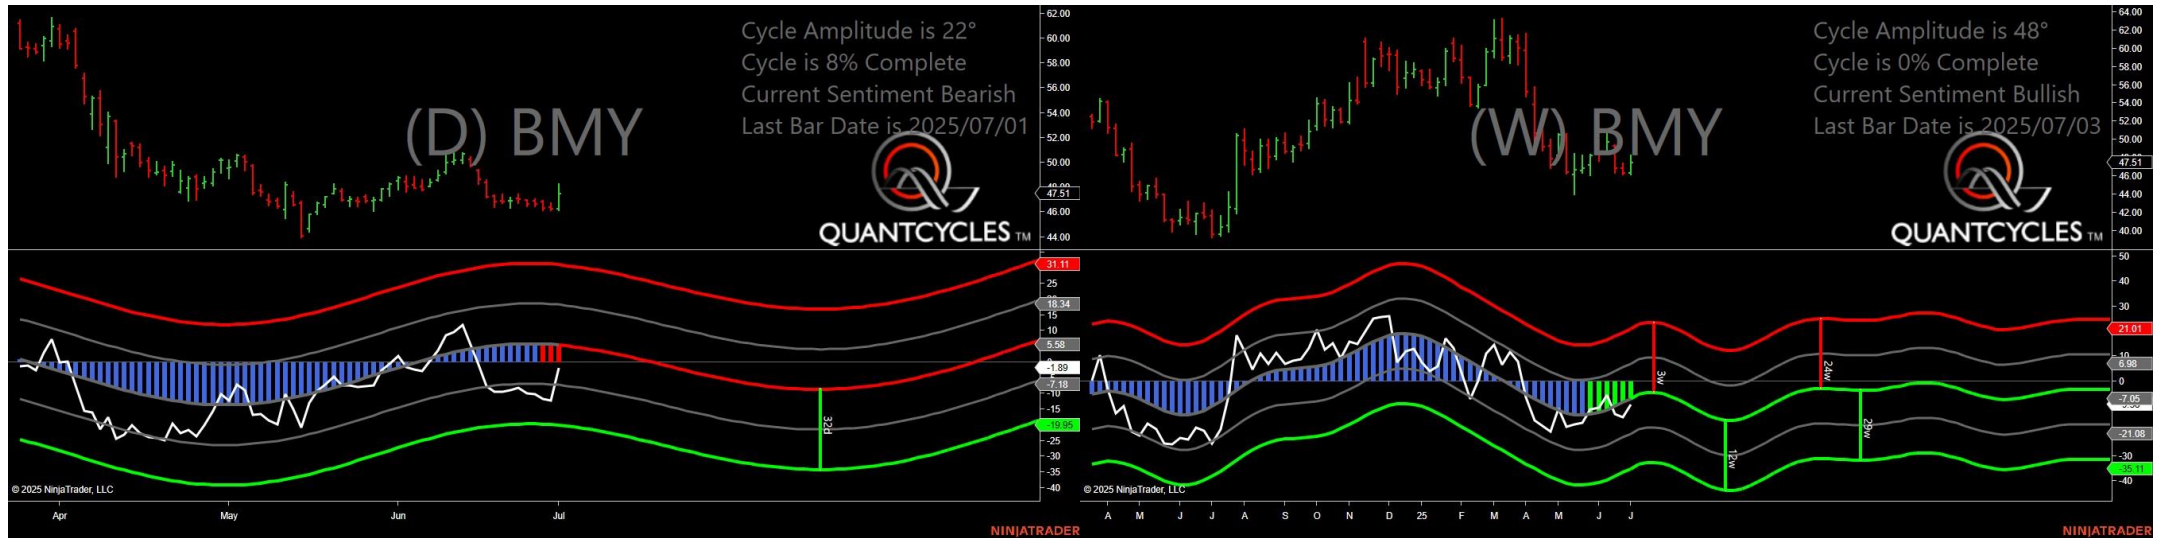 Cycle Amplitude is 22°
Cycle is 8% Complete
Current Sentiment Bearish
Last Bar Date is 2025/07/01
(D) BMY
QUANTCYCLES TM
62.00
60.00
58.00
56.00
54.00
52.00
50.00
47.51
46.00
44.00
31.11
25
18.34
15
10
5.58
-1.89
-7.18
-10
-15
-19.95
-25
-30
-35
-40
32d
© 2025 NinjaTrader, LLC
Apr May Jun Jul
NINJATRADER
Cycle Amplitude is 48°
Cycle is 0% Complete
Current Sentiment Bullish
Last Bar Date is 2025/07/03
(W) BMY
QUANTCYCLES TM
64.00
62.00
60.00
58.00
56.00
54.00
52.00
50.00
47.51
46.00
44.00
42.00
40.00
50
40
30
21.01
10
6.98
0
-7.05
-21.08
-30
-35.11
-40
3w
24w
12w
29w
© 2025 NinjaTrader, LLC
A M J J A S O N D 25 F M A M J J
NINJATRADER